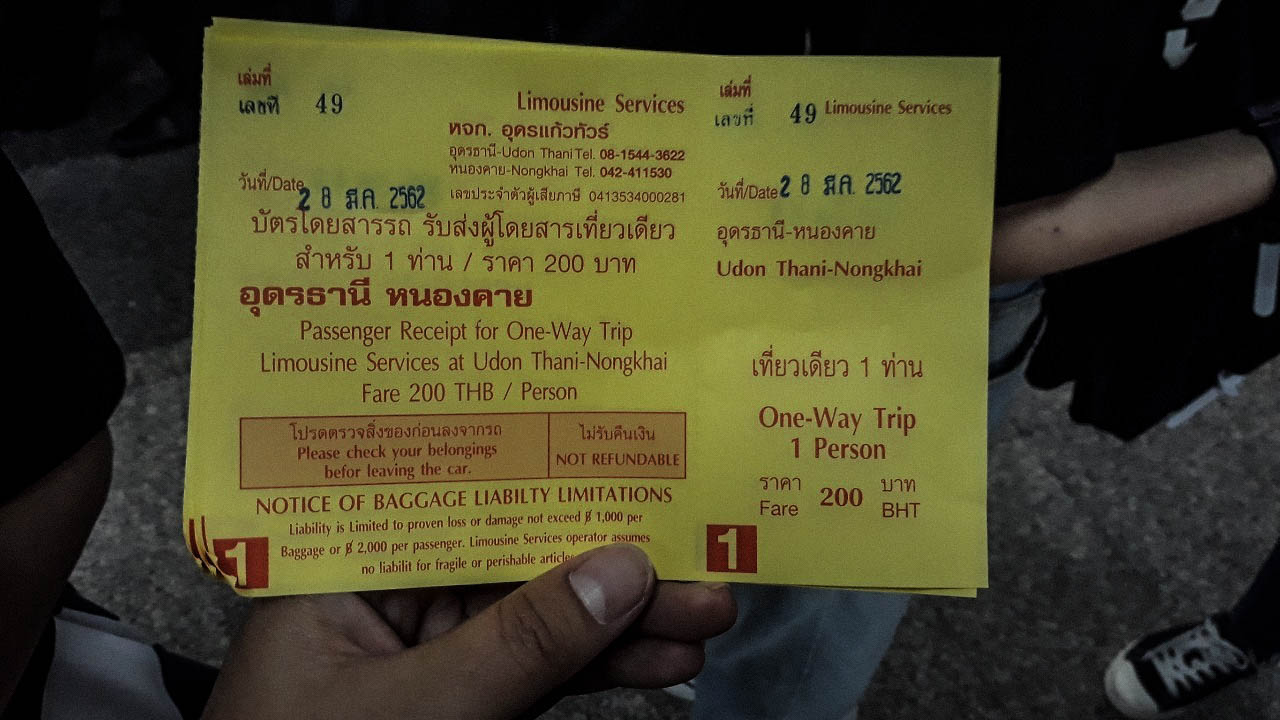 เล่มที่
เลขที่ 49
Limousine Services
หจก. อุดรแก้วทัวร์
อุดรธานี-Udon Thani Tel. 08-1544-3622
หนองคาย-Nongkhai Tel. 042-411530
วันที่/Date 28 มี.ค. 2562
เลขประจำตัวผู้เสียภาษี 0413534000281
บัตรโดยสารรถ รับส่งผู้โดยสารเที่ยวเดียว
สำหรับ 1 ท่าน / ราคา 200 บาท
อุดรธานี หนองคาย
Passenger Receipt for One-Way Trip
Limousine Services at Udon Thani-Nongkhai
Fare 200 THB / Person
โปรดตรวจสิ่งของก่อนลงจากรถ
Please check your belongings
befor leaving the car.
ไม่รับคืนเงิน
NOT REFUNDABLE
NOTICE OF BAGGAGE LIABILTY LIMITATIONS
Liability is Limited to proven loss or damage not exceed ฿ 1,000 per
Baggage or ฿ 2,000 per passenger. Limousine Services operator assumes
no liabilit for fragile or perishable
1
เล่มที่
เลขที่ 49 Limousine Services
วันที่/Date 28 มี.ค. 2562
อุดรธานี-หนองคาย
Udon Thani-Nongkhai
เที่ยวเดียว 1 ท่าน
One-Way Trip
1 Person
ราคา 200 บาท
Fare BHT
1